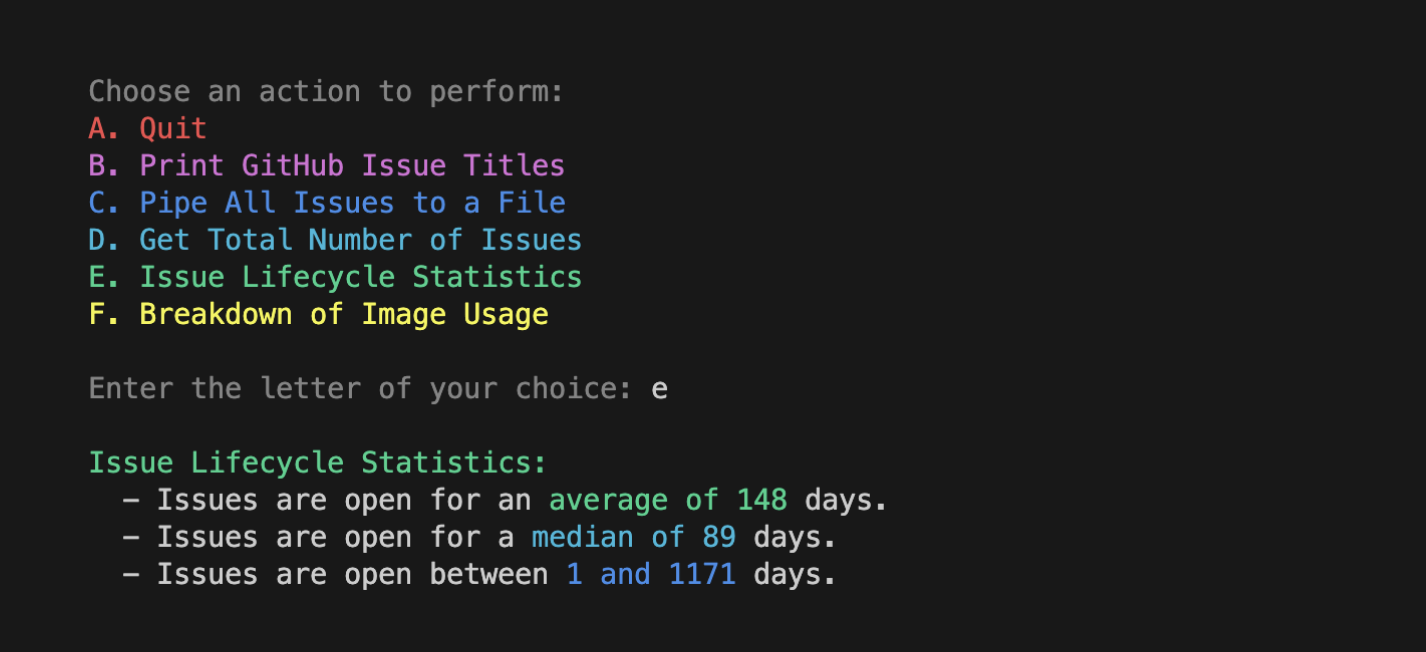 Choose an action to perform:
A. Quit
B. Print GitHub Issue Titles
C. Pipe All Issues to a File
D. Get Total Number of Issues
E. Issue Lifecycle Statistics
F. Breakdown of Image Usage
Enter the letter of your choice: e
Issue Lifecycle Statistics:
– Issues are open for an average of 148 days.
– Issues are open for a median of 89 days.
– Issues are open between 1 and 1171 days.